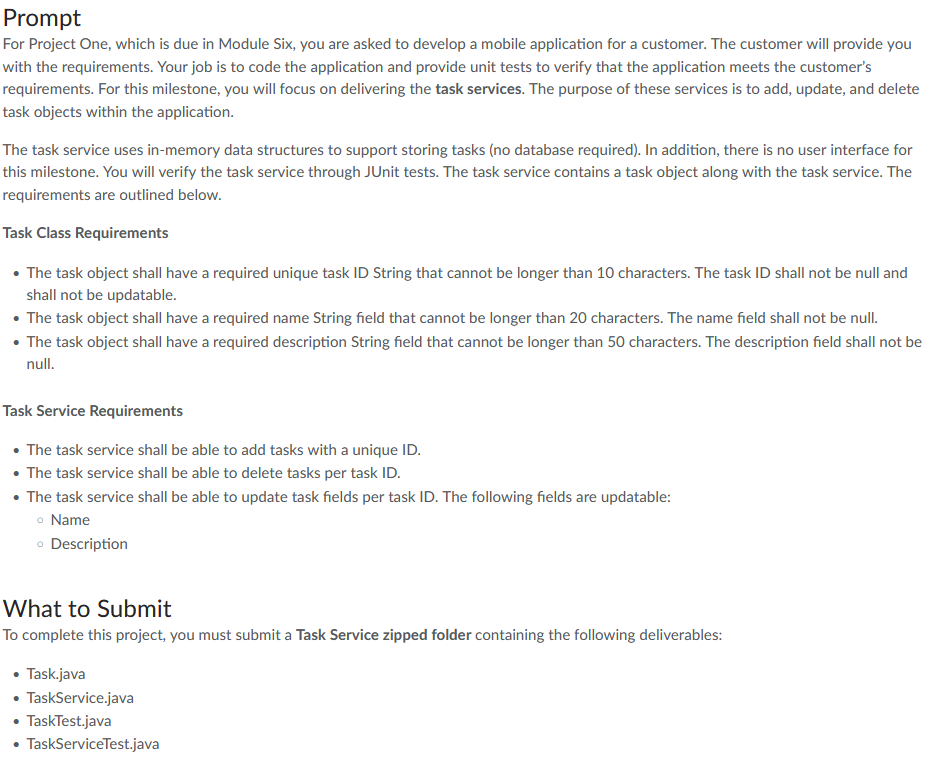 Prompt
For Project One, which is due in Module Six, you are asked to develop a mobile application for a customer. The customer will provide you
with the requirements. Your job is to code the application and provide unit tests to verify that the application meets the customer's
requirements. For this milestone, you will focus on delivering the task services. The purpose of these services is to add, update, and delete
task objects within the application.
The task service uses in-memory data structures to support storing tasks (no database required). In addition, there is no user interface for
this milestone. You will verify the task service through JUnit tests. The task service contains a task object along with the task service. The
requirements are outlined below.
Task Class Requirements
• The task object shall have a required unique task ID String that cannot be longer than 10 characters. The task ID shall not be null and
shall not be updatable.
• The task object shall have a required name String field that cannot be longer than 20 characters. The name field shall not be null.
• The task object shall have a required description String field that cannot be longer than 50 characters. The description field shall not be
null.
Task Service Requirements
• The task service shall be able to add tasks with a unique ID.
• The task service shall be able to delete tasks per task ID.
• The task service shall be able to update task fields per task ID. The following fields are updatable:
◦ Name
◦ Description
What to Submit
To complete this project, you must submit a Task Service zipped folder containing the following deliverables:
• Task.java
• TaskService.java
• TaskTest.java
• TaskServiceTest.java